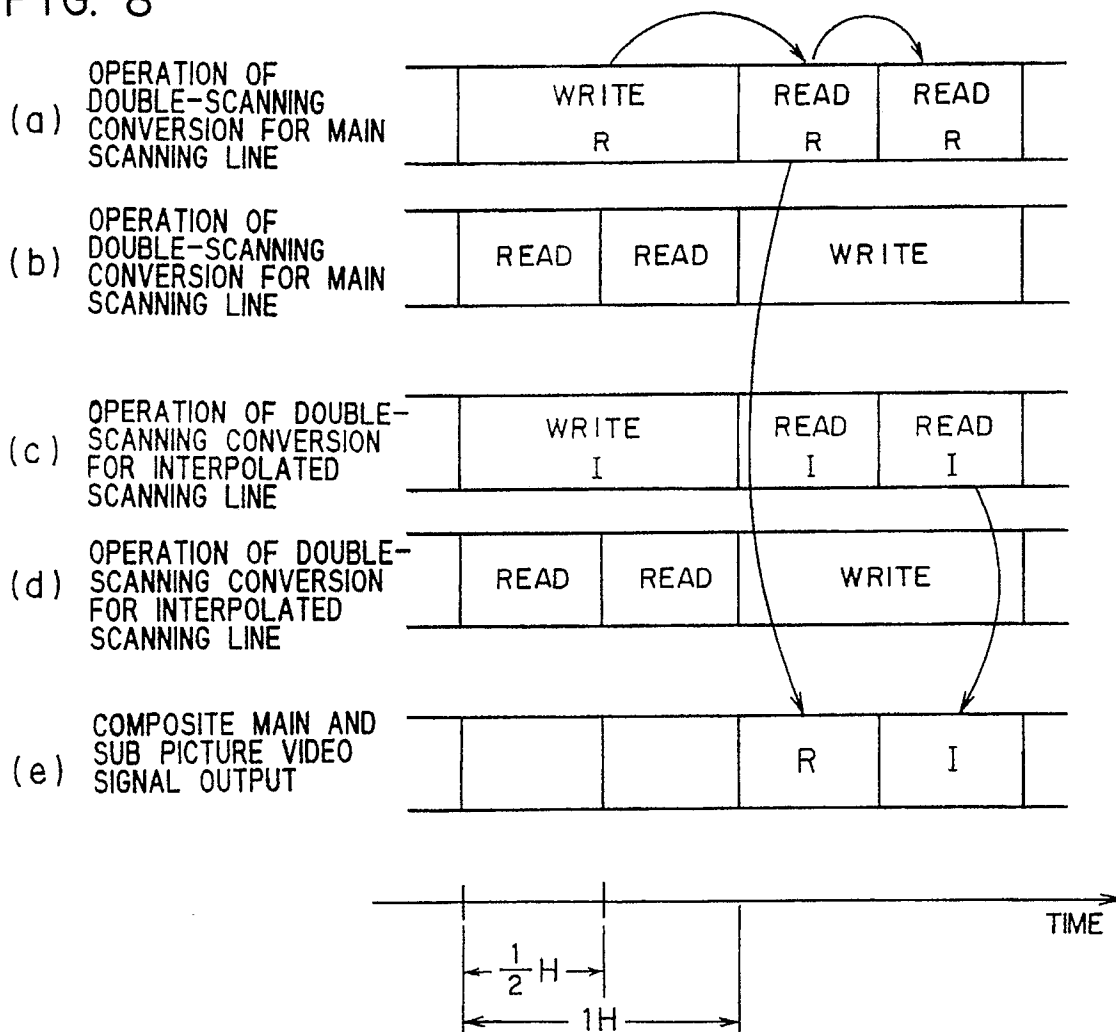 FIG. 8
(a)
OPERATION OF
DOUBLE-SCANNING
CONVERSION FOR MAIN
SCANNING LINE
WRITE
R
READ
R
READ
R
(b)
OPERATION OF
DOUBLE-SCANNING
CONVERSION FOR MAIN
SCANNING LINE
READ
READ
WRITE
(c)
OPERATION OF DOUBLE-
SCANNING CONVERSION
FOR INTERPOLATED
SCANNING LINE
WRITE
I
READ
I
READ
I
(d)
OPERATION OF DOUBLE-
SCANNING CONVERSION
FOR INTERPOLATED
SCANNING LINE
READ
READ
WRITE
(e)
COMPOSITE MAIN AND
SUB PICTURE VIDEO
SIGNAL OUTPUT
R
I
TIME
1/2 H
1H